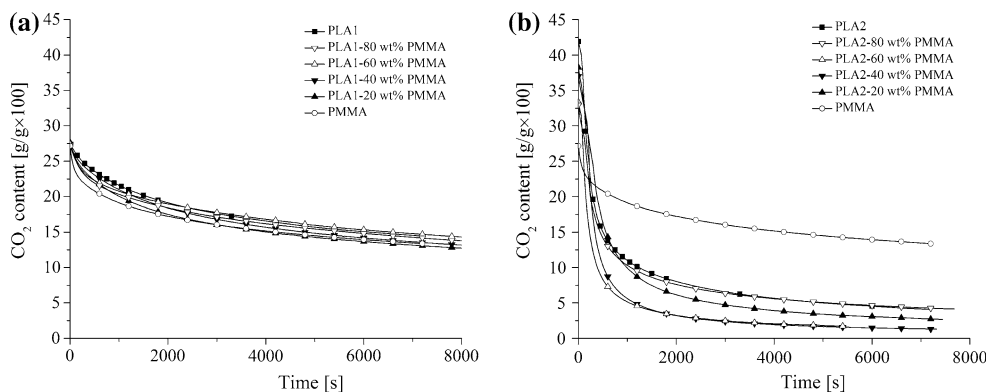 (a)
45
40
35
30
25
20
15
10
5
0
CO2 content [g/g×100]
PLA1
PLA1-80 wt% PMMA
PLA1-60 wt% PMMA
PLA1-40 wt% PMMA
PLA1-20 wt% PMMA
PMMA
0 2000 4000 6000 8000
Time [s]
(b)
45
40
35
30
25
20
15
10
5
0
CO2 content [g/g×100]
PLA2
PLA2-80 wt% PMMA
PLA2-60 wt% PMMA
PLA2-40 wt% PMMA
PLA2-20 wt% PMMA
PMMA
0 2000 4000 6000 8000
Time [s]